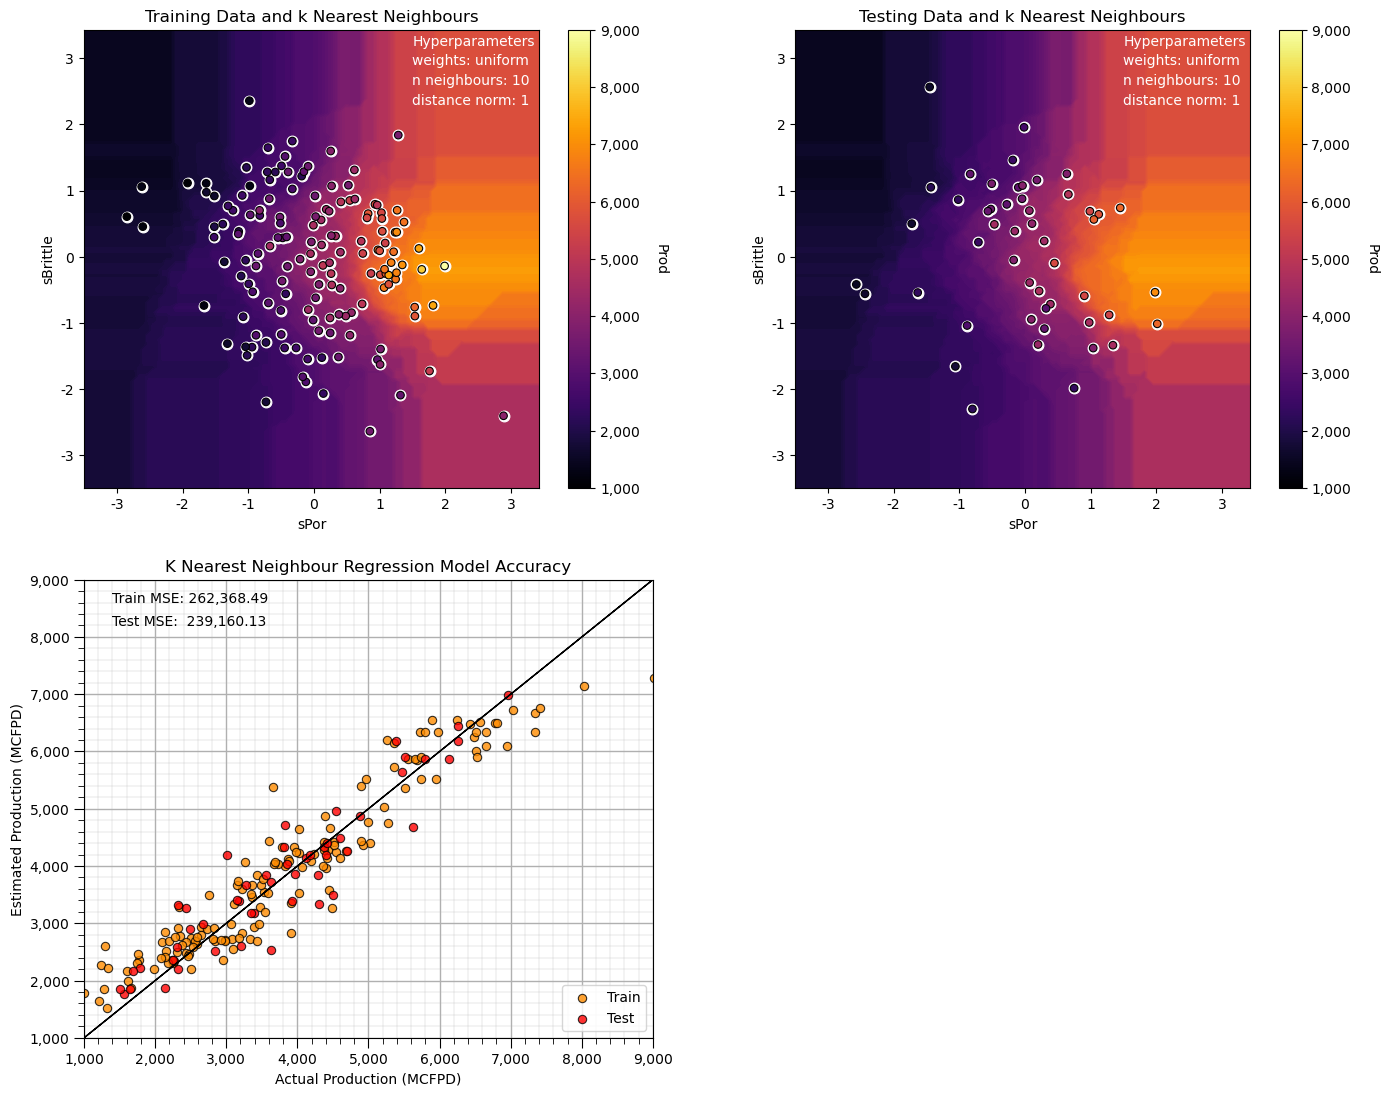 Training Data and k Nearest Neighbours
Hyperparameters
weights: uniform
n neighbours: 10
distance norm: 1
3
2
1
0
-1
-2
-3
sBrittle
-3 -2 -1 0 1 2 3
sPor
9,000
8,000
7,000
6,000
5,000
4,000
3,000
2,000
1,000
Prod
Testing Data and k Nearest Neighbours
Hyperparameters
weights: uniform
n neighbours: 10
distance norm: 1
3
2
1
0
-1
-2
-3
sBrittle
-3 -2 -1 0 1 2 3
sPor
9,000
8,000
7,000
6,000
5,000
4,000
3,000
2,000
1,000
Prod
K Nearest Neighbour Regression Model Accuracy
Train MSE: 262,368.49
Test MSE:  239,160.13
9,000
8,000
7,000
6,000
5,000
4,000
3,000
2,000
1,000
Estimated Production (MCFPD)
Train
Test
1,000 2,000 3,000 4,000 5,000 6,000 7,000 8,000 9,000
Actual Production (MCFPD)